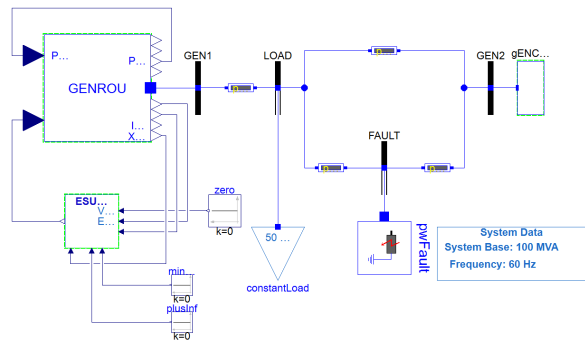 P...
P...
GENROU
I...
X...
GEN1
LOAD
GEN2
gENC...
FAULT
ESU...
V...
E...
zero
k=0
50 ...
constantLoad
pwFault
System Data
System Base: 100 MVA
Frequency: 60 Hz
min...
k=0
plusInf
k=0